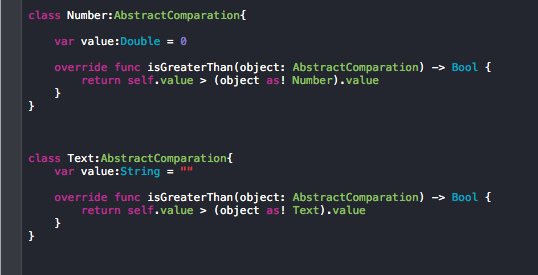 class Number:AbstractComparation{
var value:Double = 0
override func isGreaterThan(object: AbstractComparation) -> Bool {
return self.value > (object as! Number).value
}
}
class Text:AbstractComparation{
var value:String = ""
override func isGreaterThan(object: AbstractComparation) -> Bool {
return self.value > (object as! Text).value
}
}